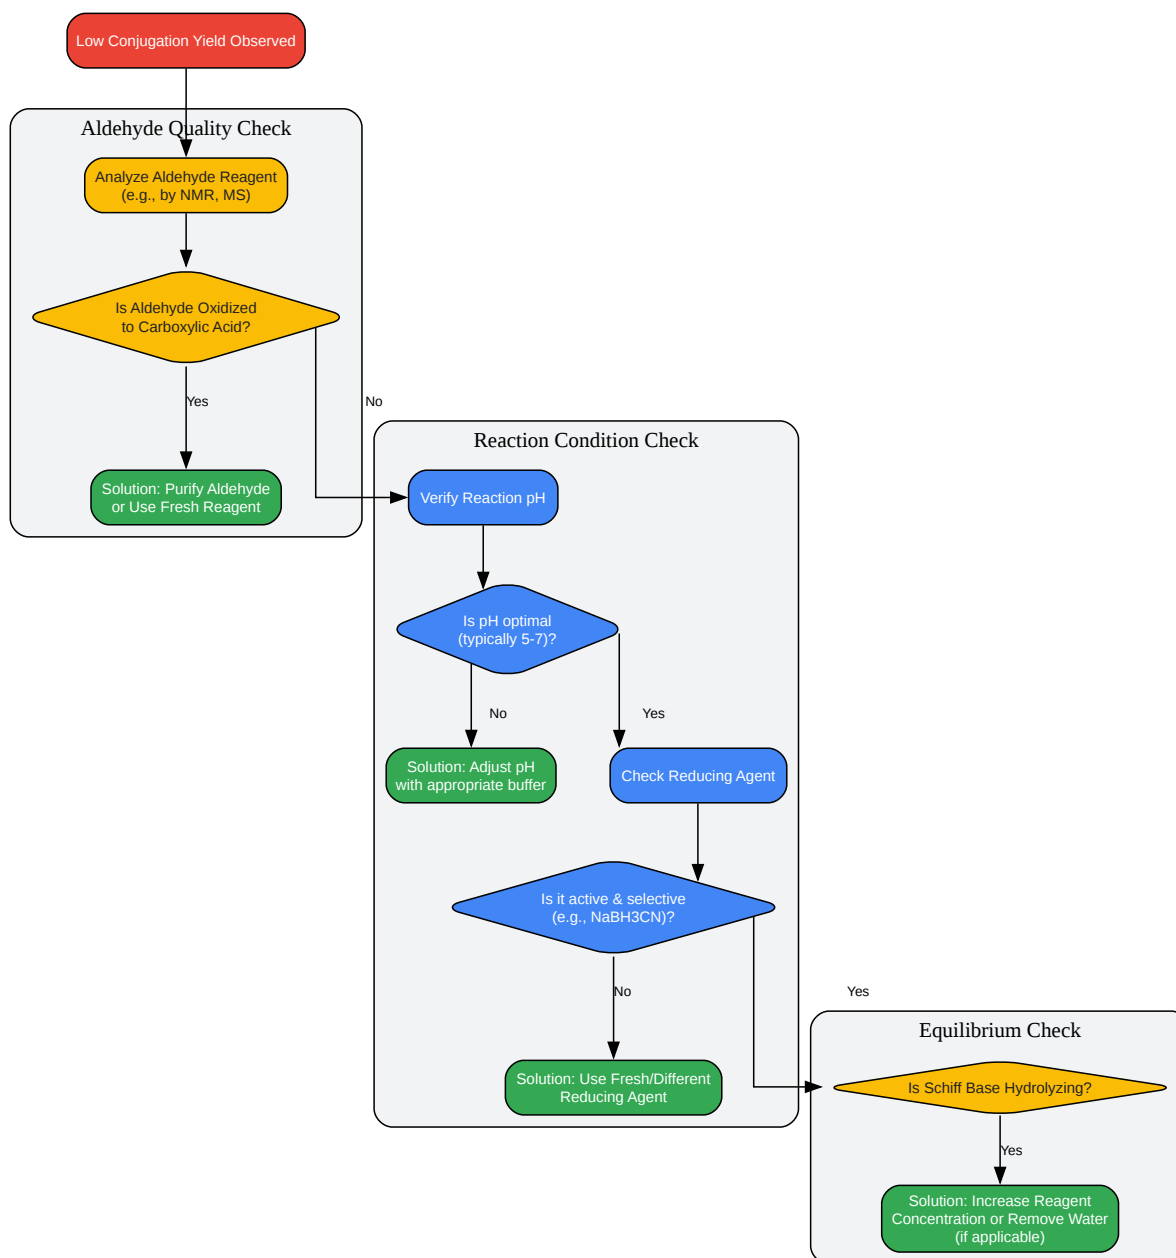 Low Conjugation Yield Observed
Aldehyde Quality Check
Analyze Aldehyde Reagent
(e.g., by NMR, MS)
Is Aldehyde Oxidized
to Carboxylic Acid?
Yes
No
Solution: Purify Aldehyde
or Use Fresh Reagent
Reaction Condition Check
Verify Reaction pH
Is pH optimal
(typically 5-7)?
No
Yes
Solution: Adjust pH
with appropriate buffer
Check Reducing Agent
Is it active & selective
(e.g., NaBH3CN)?
No
Yes
Solution: Use Fresh/Different
Reducing Agent
Equilibrium Check
Is Schiff Base Hydrolyzing?
Yes
Solution: Increase Reagent
Concentration or Remove Water
(if applicable)